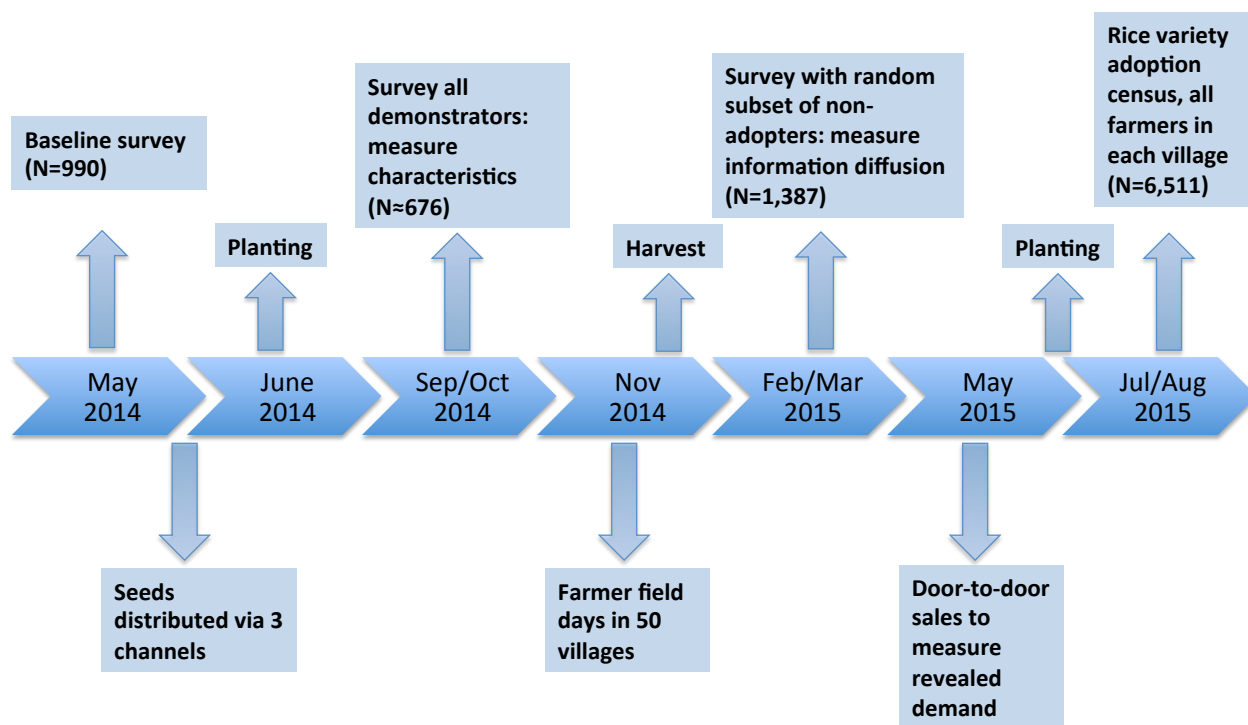 Baseline survey
(N=990)
Planting
Survey all
demonstrators:
measure
characteristics
(N≈676)
Harvest
Survey with random
subset of non-
adopters: measure
information diffusion
(N=1,387)
Planting
Rice variety
adoption
census, all
farmers in
each village
(N=6,511)
May
2014
June
2014
Sep/Oct
2014
Nov
2014
Feb/Mar
2015
May
2015
Jul/Aug
2015
Seeds
distributed via 3
channels
Farmer field
days in 50
villages
Door-to-door
sales to
measure
revealed
demand